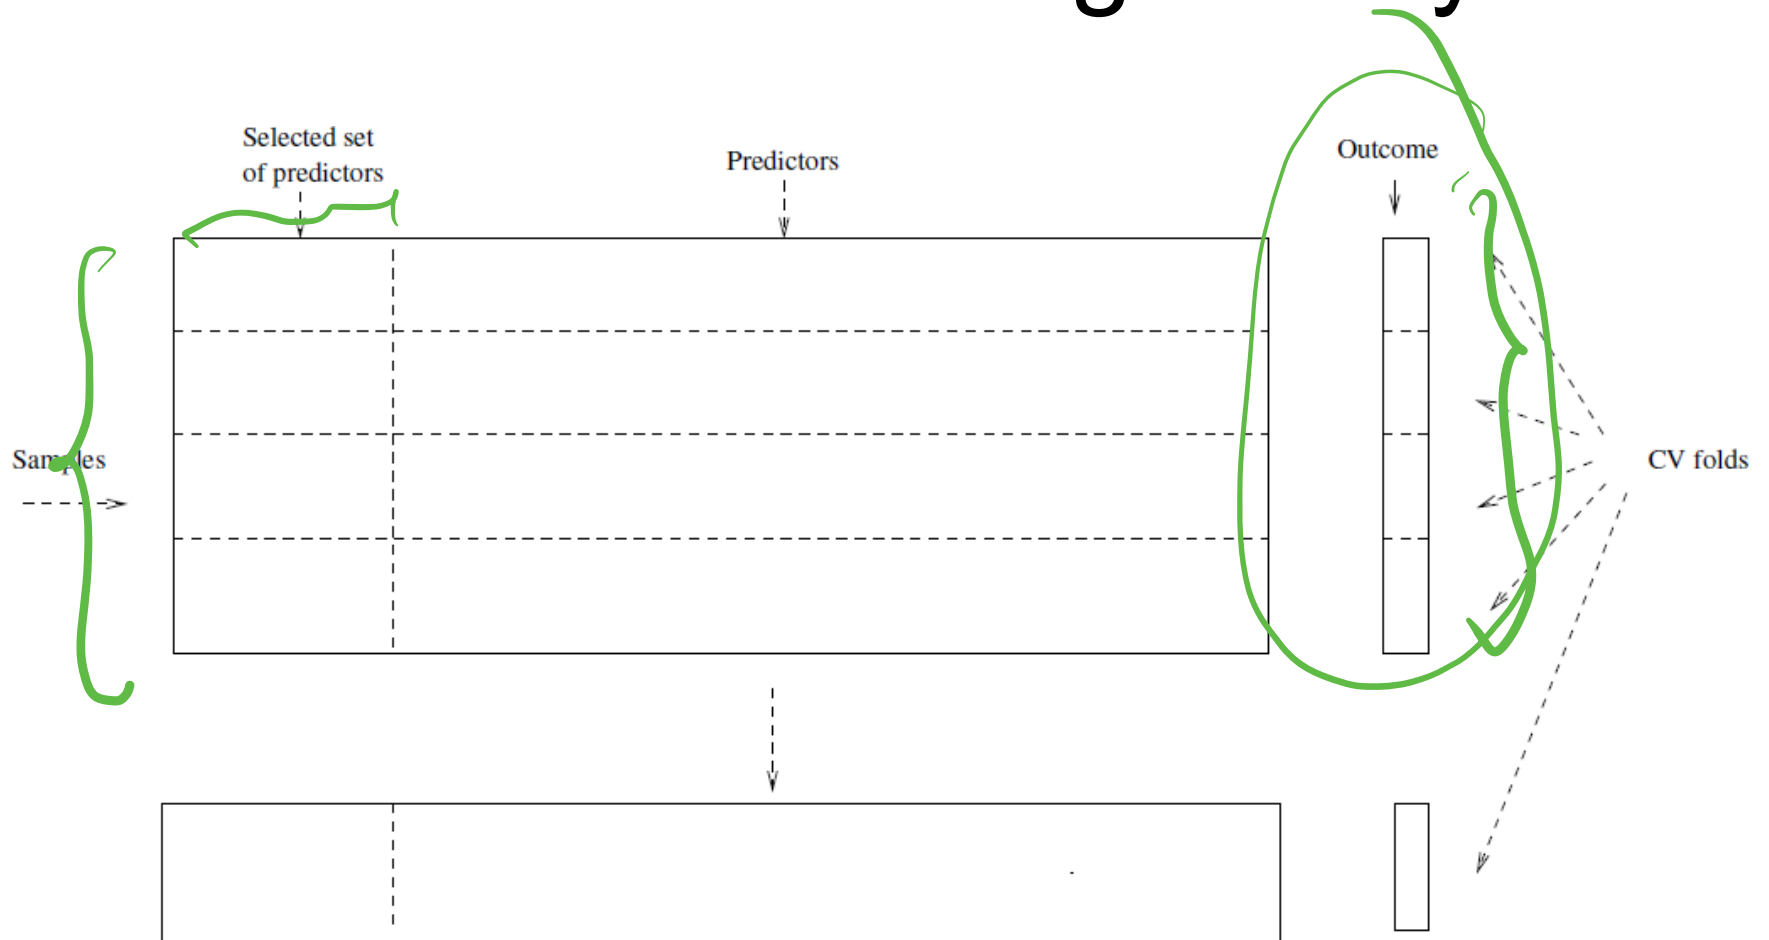 Selected set
of predictors
Predictors
Outcome
Samples
CV folds